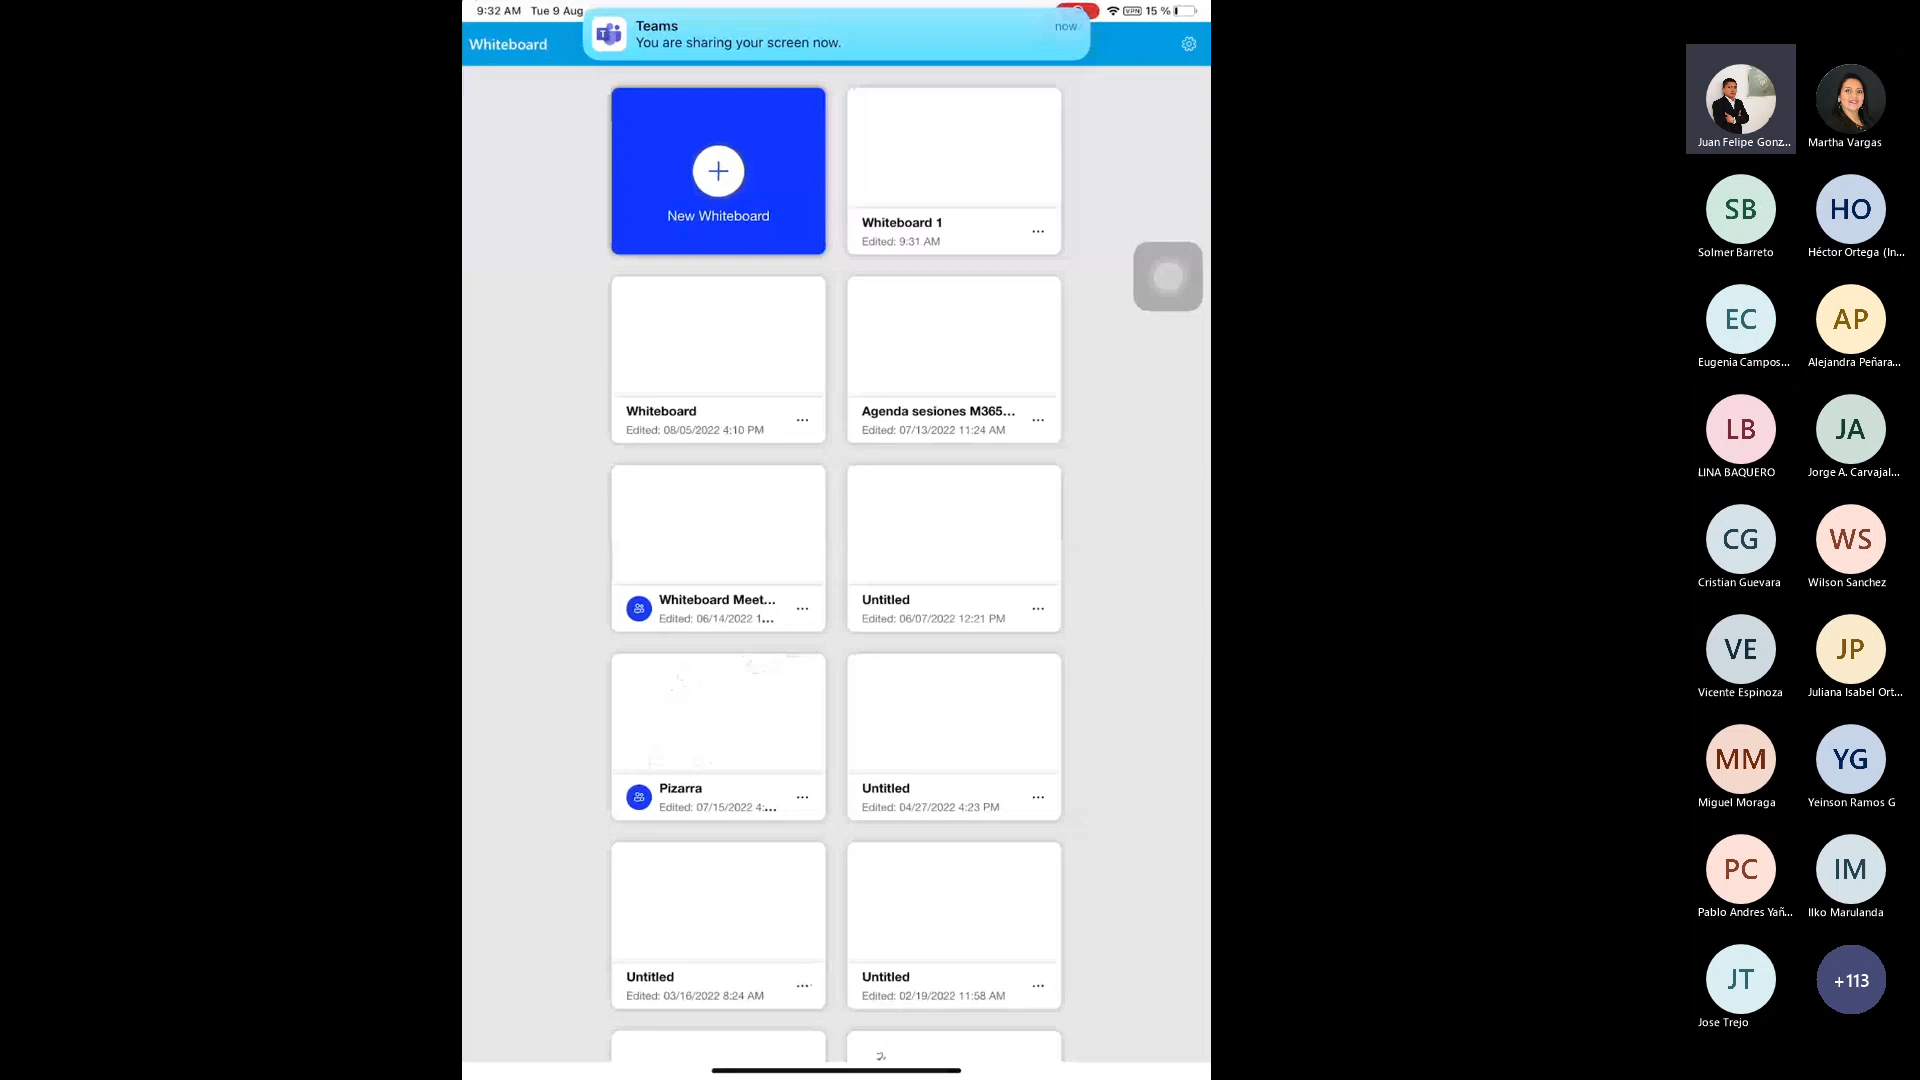 9:32 AM Tue 9 Aug
VPN 15 %
Teams
now
You are sharing your screen now.
Whiteboard
New Whiteboard
Whiteboard 1
Edited: 9:31 AM
Whiteboard
Edited: 08/05/2022 4:10 PM
Agenda sesiones M365...
Edited: 07/13/2022 11:24 AM
Whiteboard Meet...
Edited: 06/14/2022 1...
Untitled
Edited: 06/07/2022 12:21 PM
Pizarra
Edited: 07/15/2022 4:...
Untitled
Edited: 04/27/2022 4:23 PM
Untitled
Edited: 03/16/2022 8:24 AM
Untitled
Edited: 02/19/2022 11:58 AM
Juan Felipe Gonz...
Martha Vargas
SB
Solmer Barreto
HO
Héctor Ortega (In...
EC
Eugenia Campos...
AP
Alejandra Peñara...
LB
LINA BAQUERO
JA
Jorge A. Carvajal...
CG
Cristian Guevara
WS
Wilson Sanchez
VE
Vicente Espinoza
JP
Juliana Isabel Ort...
MM
Miguel Moraga
YG
Yeinson Ramos G
PC
Pablo Andres Yañ...
IM
Ilko Marulanda
JT
Jose Trejo
+113